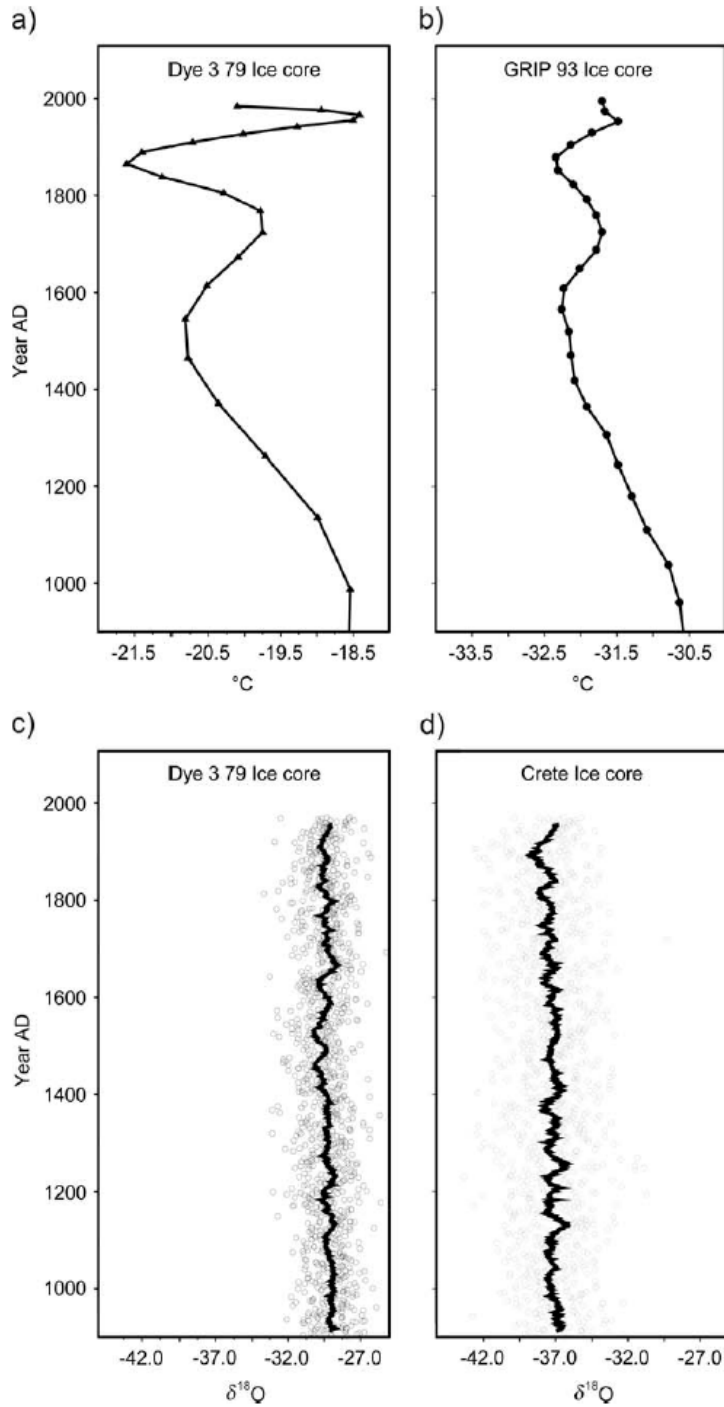 a)
b)
Dye 3 79 Ice core
GRIP 93 Ice core
2000
1800
1600
1400
1200
1000
Year AD
-21.5 -20.5 -19.5 -18.5
-33.5 -32.5 -31.5 -30.5
°C
°C
c)
d)
Dye 3 79 Ice core
Crete Ice core
2000
1800
1600
1400
1200
1000
Year AD
-42.0 -37.0 -32.0 -27.0
-42.0 -37.0 -32.0 -27.0
δ¹⁸Q
δ¹⁸Q